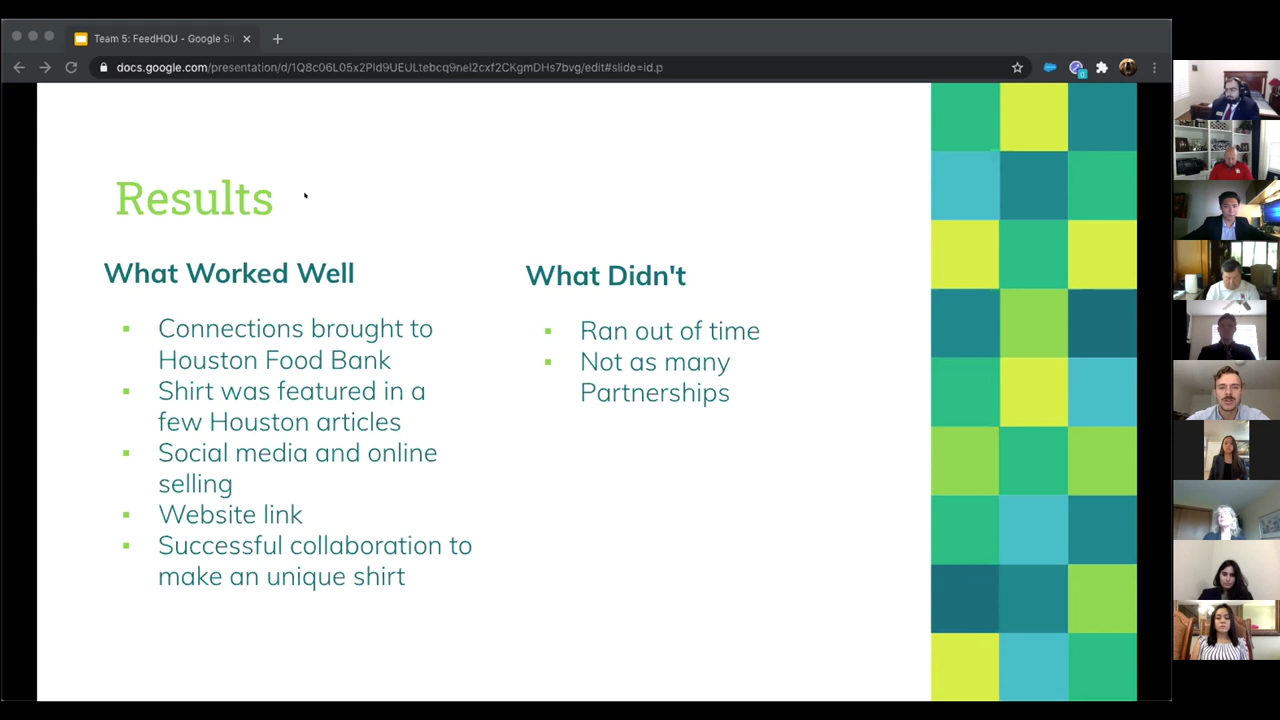 Team 5: FeedHOU - Google Sli
docs.google.com/presentation/d/1Q8c06L05x2Pld9UEULtebcq9nel2cxf2CKgmDHs7bvg/edit#slide=id.p
0
Results
What Worked Well
Connections brought to
Houston Food Bank
Shirt was featured in a
few Houston articles
Social media and online
selling
Website link
Successful collaboration to
make an unique shirt
What Didn't
Ran out of time
Not as many
Partnerships